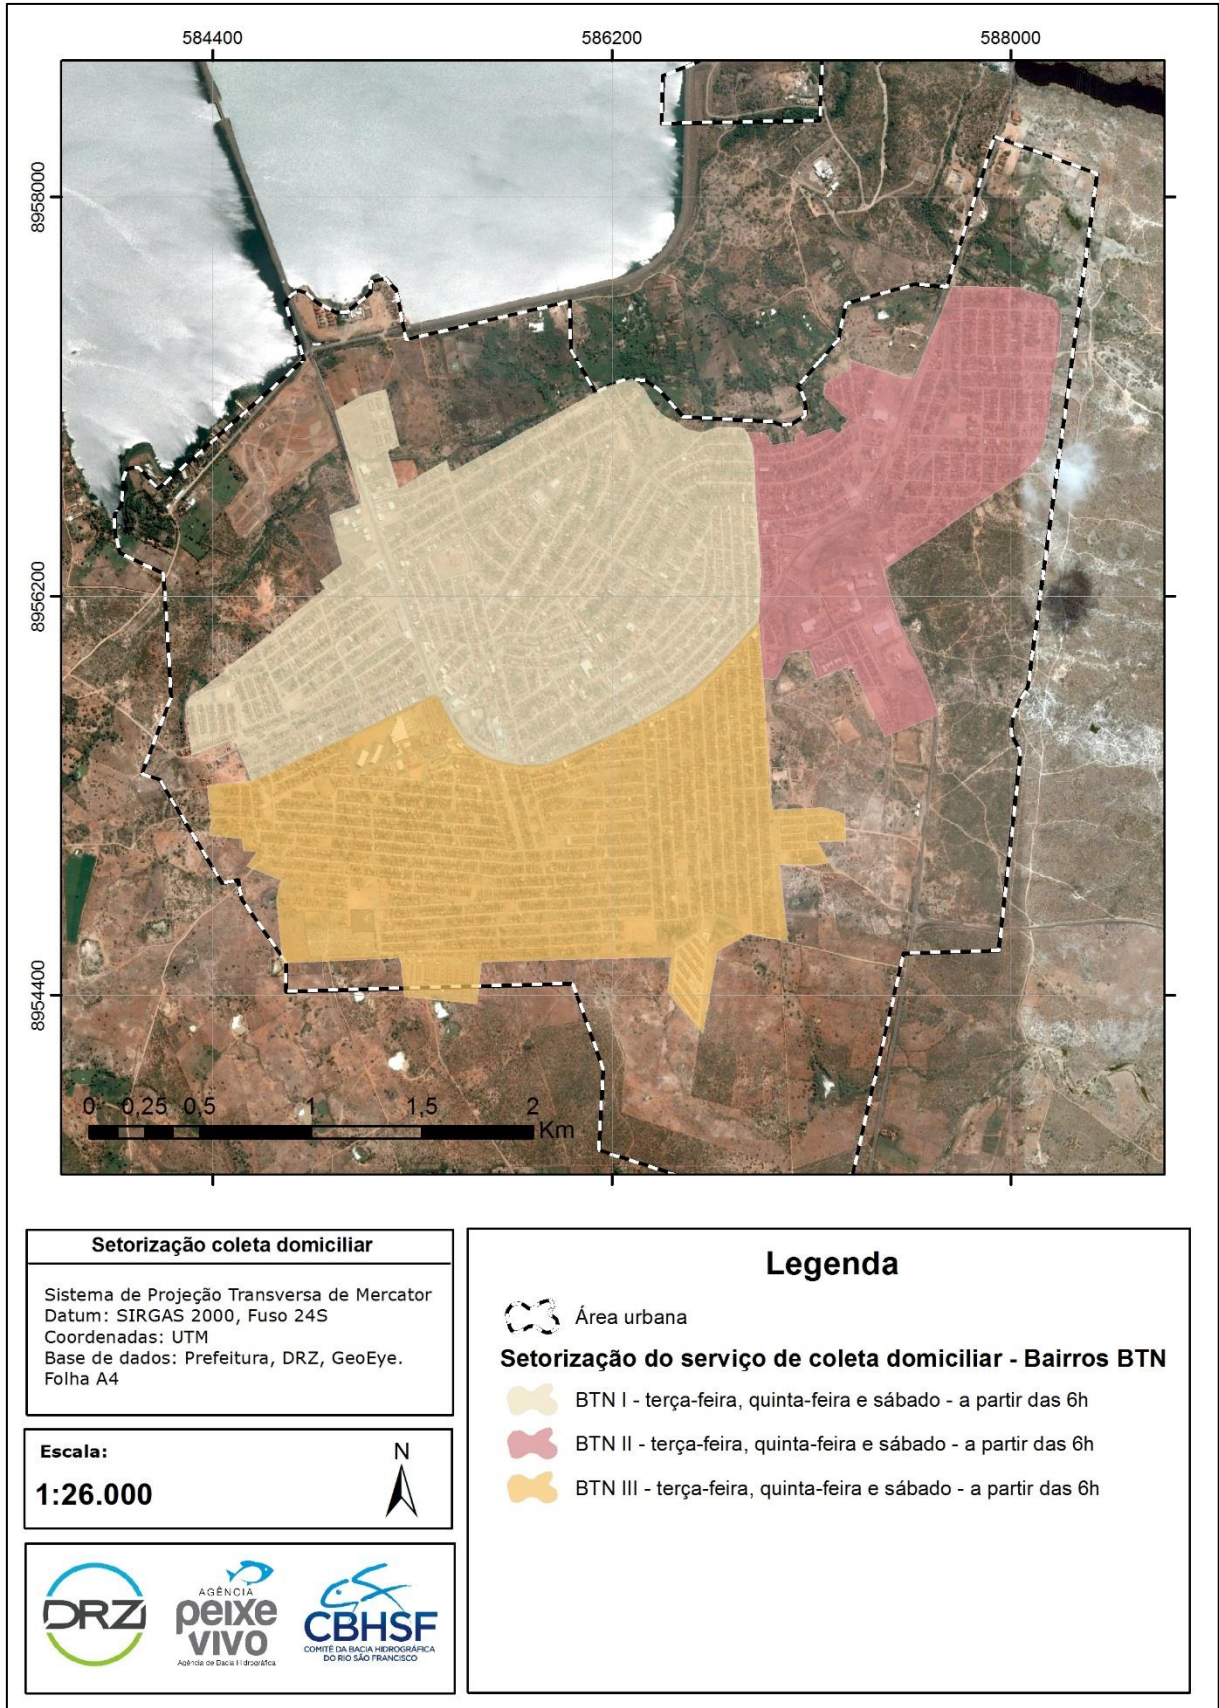 584400 586200 588000
8958000
8956200
8954400
0 0,25 0,5 1 1,5 2
Km
Setorização coleta domiciliar
Sistema de Projeção Transversa de Mercator
Datum: SIRGAS 2000, Fuso 24S
Coordenadas: UTM
Base de dados: Prefeitura, DRZ, GeoEye.
Folha A4
Escala:
1:26.000
N
DRZ
AGÊNCIA
peixe
vivo
Agência de Bacia Hidrográfica
CBHSF
COMITÊ DA BACIA HIDROGRÁFICA
DO RIO SÃO FRANCISCO
Legenda
Área urbana
Setorização do serviço de coleta domiciliar - Bairros BTN
BTN I - terça-feira, quinta-feira e sábado - a partir das 6h
BTN II - terça-feira, quinta-feira e sábado - a partir das 6h
BTN III - terça-feira, quinta-feira e sábado - a partir das 6h